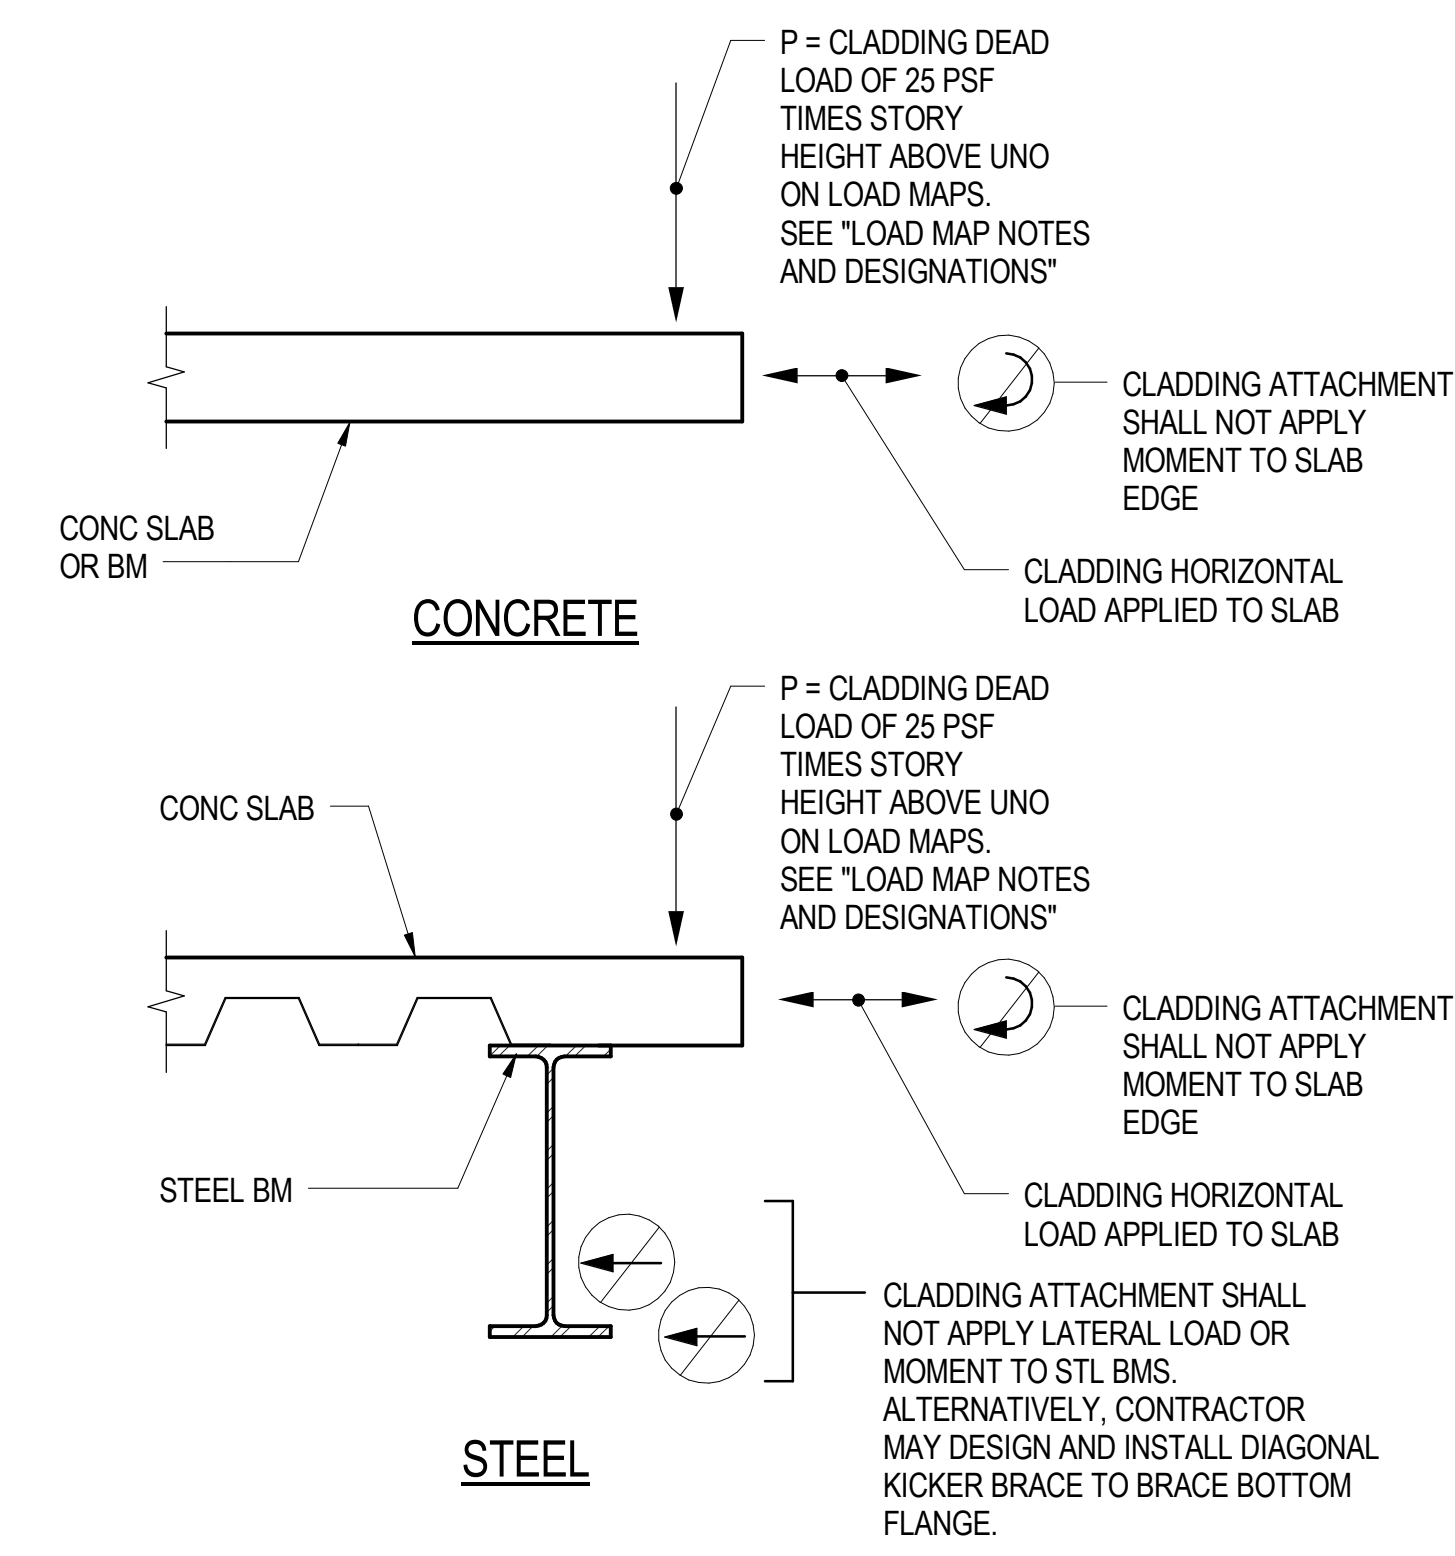 P = CLADDING DEAD
LOAD OF 25 PSF
TIMES STORY
HEIGHT ABOVE UNO
ON LOAD MAPS.
SEE "LOAD MAP NOTES
AND DESIGNATIONS"
CLADDING ATTACHMENT
SHALL NOT APPLY
MOMENT TO SLAB
EDGE
CONC SLAB
OR BM
CLADDING HORIZONTAL
LOAD APPLIED TO SLAB
CONCRETE
P = CLADDING DEAD
LOAD OF 25 PSF
TIMES STORY
HEIGHT ABOVE UNO
ON LOAD MAPS.
SEE "LOAD MAP NOTES
AND DESIGNATIONS"
CONC SLAB
CLADDING ATTACHMENT
SHALL NOT APPLY
MOMENT TO SLAB
EDGE
STEEL BM
CLADDING HORIZONTAL
LOAD APPLIED TO SLAB
CLADDING ATTACHMENT SHALL
NOT APPLY LATERAL LOAD OR
MOMENT TO STL BMS.
ALTERNATIVELY, CONTRACTOR
MAY DESIGN AND INSTALL DIAGONAL
KICKER BRACE TO BRACE BOTTOM
FLANGE.
STEEL